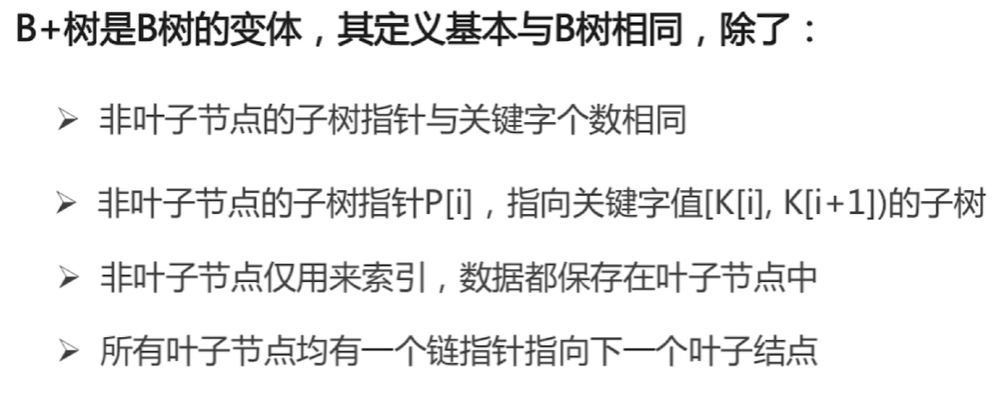 B+树是B树的变体，其定义基本与B树相同，除了：
➢ 非叶子节点的子树指针与关键字个数相同
➢ 非叶子节点的子树指针P[i]，指向关键字值[K[i], K[i+1])的子树
➢ 非叶子节点仅用来索引，数据都保存在叶子节点中
➢ 所有叶子节点均有一个链指针指向下一个叶子结点